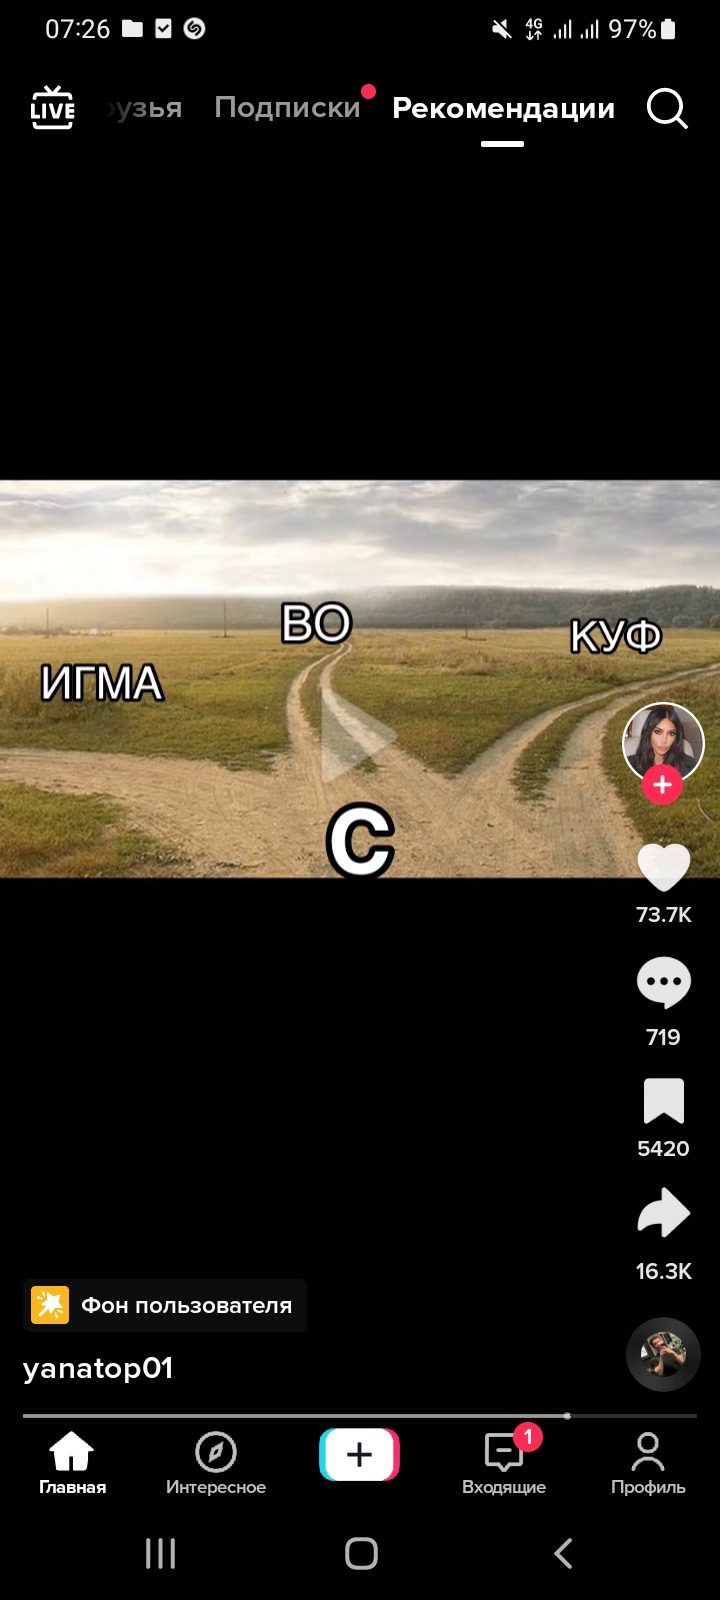 07:26
4G
97%
LIVE
узья
Подписки
Рекомендации
ВО
КУФ
ИГМА
С
73.7K
719
5420
16.3K
Фон пользователя
yanatop01
1
Главная
Интересное
Входящие
Профиль